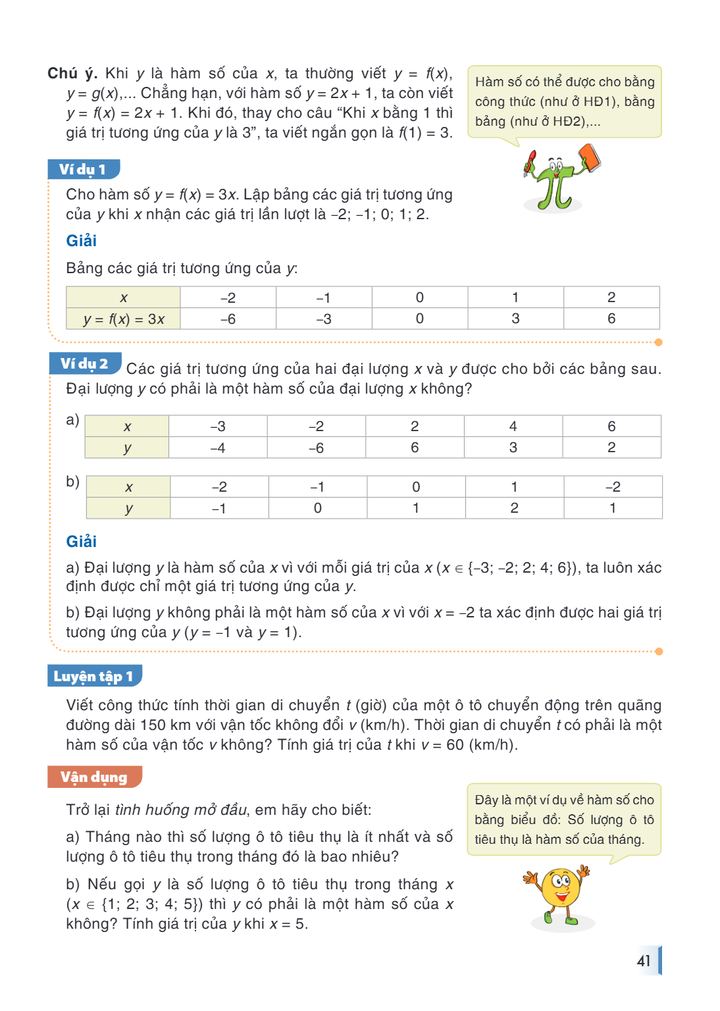 Chú ý. Khi y là hàm số của x, ta thường viết y = f(x),
y = g(x),... Chẳng hạn, với hàm số y = 2x + 1, ta còn viết
y = f(x) = 2x + 1. Khi đó, thay cho câu “Khi x bằng 1 thì
giá trị tương ứng của y là 3”, ta viết ngắn gọn là f(1) = 3.
Hàm số có thể được cho bằng
công thức (như ở HĐ1), bằng
bảng (như ở HĐ2),...
Ví dụ 1
Cho hàm số y = f(x) = 3x. Lập bảng các giá trị tương ứng
của y khi x nhận các giá trị lần lượt là –2; –1; 0; 1; 2.
Giải
Bảng các giá trị tương ứng của y:
x –2 –1 0 1 2
y = f(x) = 3x –6 –3 0 3 6
Ví dụ 2 Các giá trị tương ứng của hai đại lượng x và y được cho bởi các bảng sau.
Đại lượng y có phải là một hàm số của đại lượng x không?
a) x –3 –2 2 4 6
y –4 –6 6 3 2
b) x –2 –1 0 1 –2
y –1 0 1 2 1
Giải
a) Đại lượng y là hàm số của x vì với mỗi giá trị của x (x ∈ {–3; –2; 2; 4; 6}), ta luôn xác
định được chỉ một giá trị tương ứng của y.
b) Đại lượng y không phải là một hàm số của x vì với x = –2 ta xác định được hai giá trị
tương ứng của y (y = –1 và y = 1).
Luyện tập 1
Viết công thức tính thời gian di chuyển t (giờ) của một ô tô chuyển động trên quãng
đường dài 150 km với vận tốc không đổi v (km/h). Thời gian di chuyển t có phải là một
hàm số của vận tốc v không? Tính giá trị của t khi v = 60 (km/h).
Vận dụng
Trở lại tình huống mở đầu, em hãy cho biết:
a) Tháng nào thì số lượng ô tô tiêu thụ là ít nhất và số
lượng ô tô tiêu thụ trong tháng đó là bao nhiêu?
b) Nếu gọi y là số lượng ô tô tiêu thụ trong tháng x
(x ∈ {1; 2; 3; 4; 5}) thì y có phải là một hàm số của x
không? Tính giá trị của y khi x = 5.
Đây là một ví dụ về hàm số cho
bằng biểu đồ: Số lượng ô tô
tiêu thụ là hàm số của tháng.
41